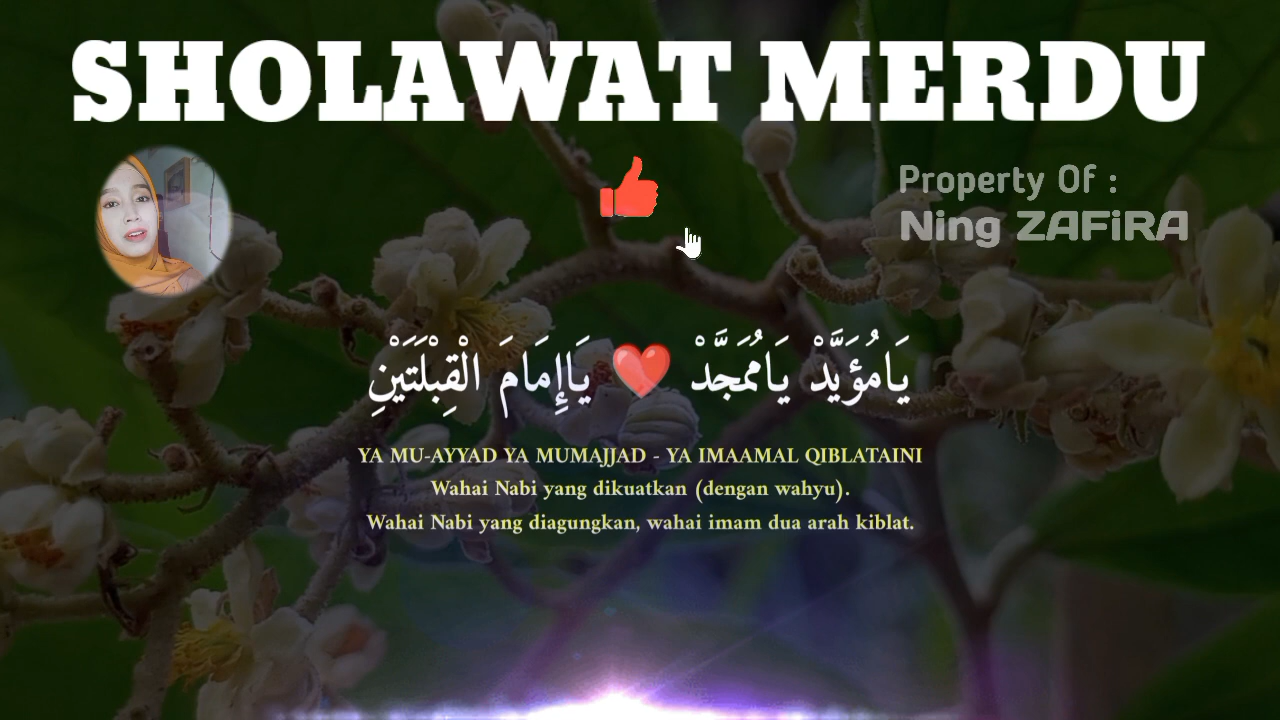 SHOLAWAT MERDU
Property Of :
Ning ZAFiRA
يَامُؤَيَّدْ يَامُمَجَّدْ ❤️ يَاإِمَامَ الْقِبْلَتَيْنِ
YA MU-AYYAD YA MUMAJJAD - YA IMAAMAL QIBLATAINI
Wahai Nabi yang dikuatkan (dengan wahyu).
Wahai Nabi yang diagungkan, wahai imam dua arah kiblat.